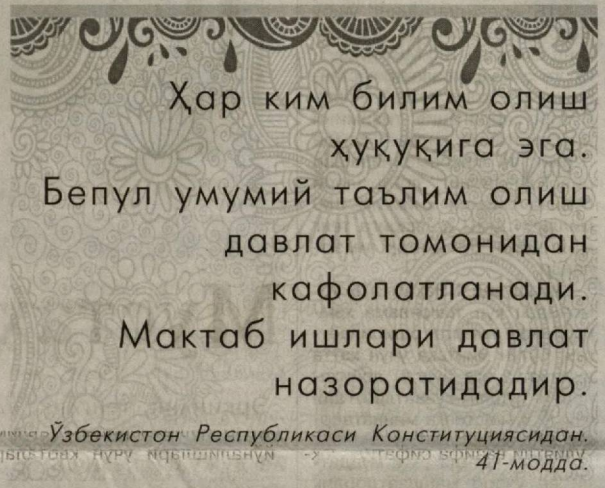 Ҳар ким билим олиш
ҳуқуқига эга.
Бепул умумий таълим олиш
давлат томонидан
кафолатланади.
Мактаб ишлари давлат
назоратидадир.
Ўзбекистон Республикаси Конституциясидан.
41-модда.